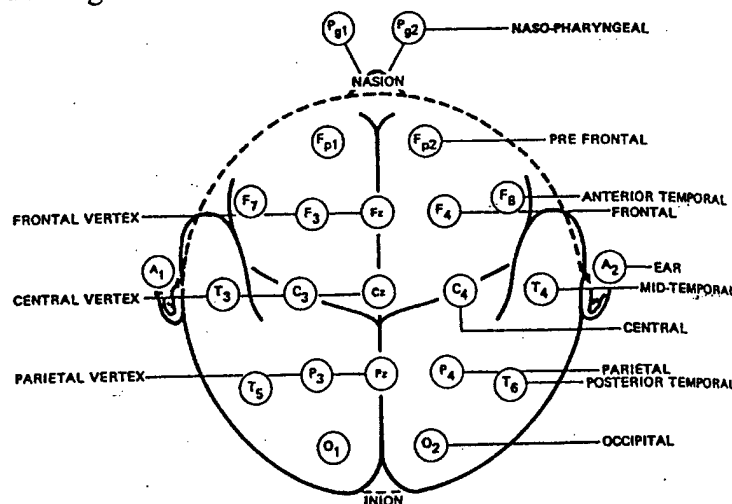 Pg1 Pg2 NASO-PHARYNGEAL
NASION
Fp1 Fp2 PRE FRONTAL
F7 F8 ANTERIOR TEMPORAL
FRONTAL VERTEX F3 Fz F4 FRONTAL
A1 A2 EAR
CENTRAL VERTEX T3 C3 Cz C4 T4 MID-TEMPORAL
CENTRAL
PARIETAL VERTEX P3 Pz P4 PARIETAL
T5 T6 POSTERIOR TEMPORAL
O1 O2 OCCIPITAL
INION